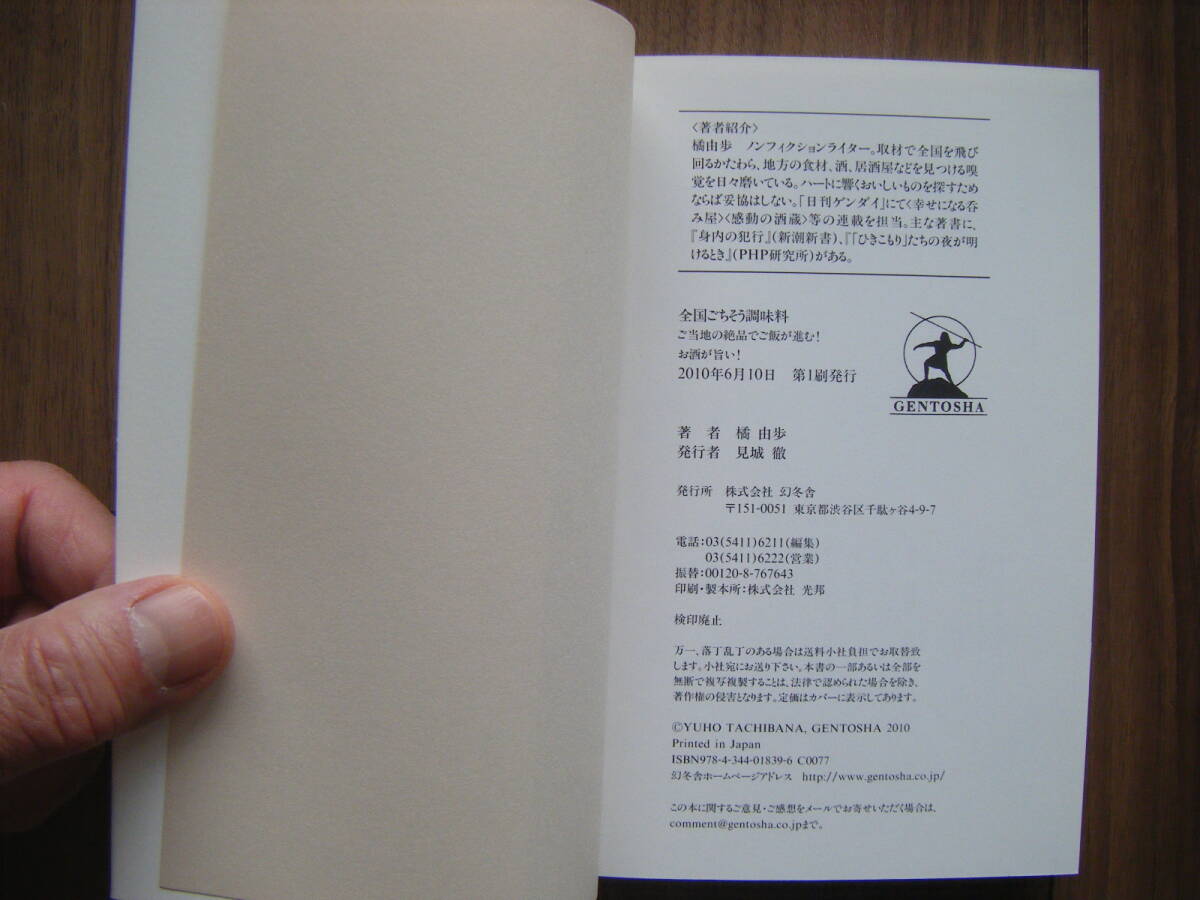 〈著者紹介〉
橘由歩　ノンフィクションライター。取材で全国を飛び
回るかたわら、地方の食材、酒、居酒屋などを見つける嗅
覚を日々磨いている。ハートに響くおいしいものを探すため
ならば妥協はしない。「日刊ゲンダイ」にて〈幸せになる呑
み屋〉〈感動の酒蔵〉等の連載を担当。主な著書に、
『身内の犯行』(新潮新書)、『「ひきこもり」たちの夜が明
けるとき』(PHP研究所)がある。
全国ごちそう調味料
ご当地の絶品でご飯が進む!
お酒が旨い!
2010年6月10日　第1刷発行
GENTOSHA
著　者　橘 由歩
発行者　見城 徹
発行所　株式会社 幻冬舎
〒151-0051 東京都渋谷区千駄ヶ谷4-9-7
電話:03(5411)6211(編集)
03(5411)6222(営業)
振替:00120-8-767643
印刷・製本所:株式会社 光邦
検印廃止
万一、落丁乱丁のある場合は送料小社負担でお取替致
します。小社宛にお送り下さい。本書の一部あるいは全部を
無断で複写複製することは、法律で認められた場合を除き、
著作権の侵害となります。定価はカバーに表示してあります。
©YUHO TACHIBANA, GENTOSHA 2010
Printed in Japan
ISBN978-4-344-01839-6 C0077
幻冬舎ホームページアドレス　http://www.gentosha.co.jp/
この本に関するご意見・ご感想をメールでお寄せいただく場合は、
comment@gentosha.co.jpまで。